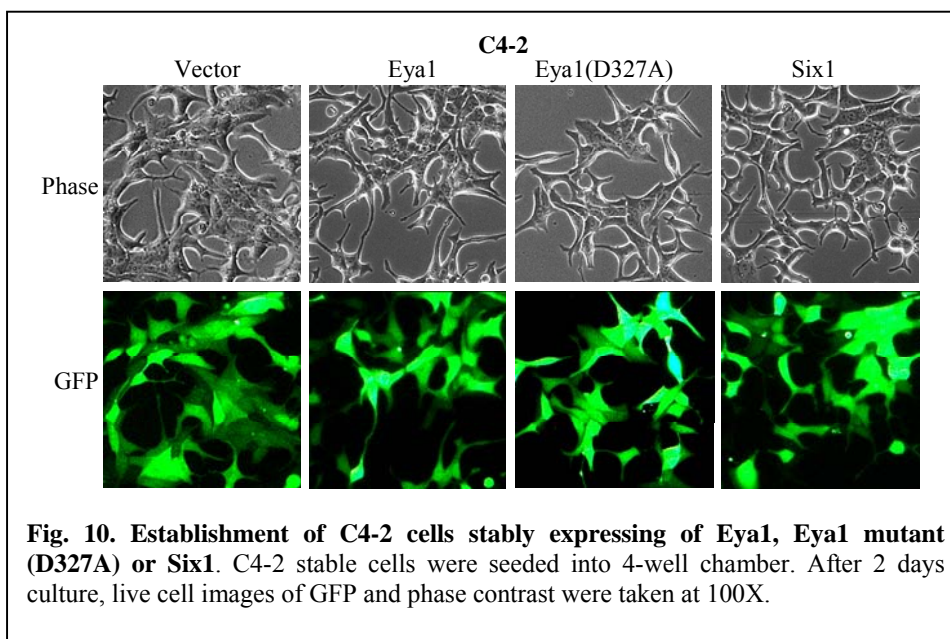 C4-2
Vector Eya1 Eya1(D327A) Six1
Phase
GFP
Fig. 10. Establishment of C4-2 cells stably expressing of Eya1, Eya1 mutant
(D327A) or Six1. C4-2 stable cells were seeded into 4-well chamber. After 2 days
culture, live cell images of GFP and phase contrast were taken at 100X.